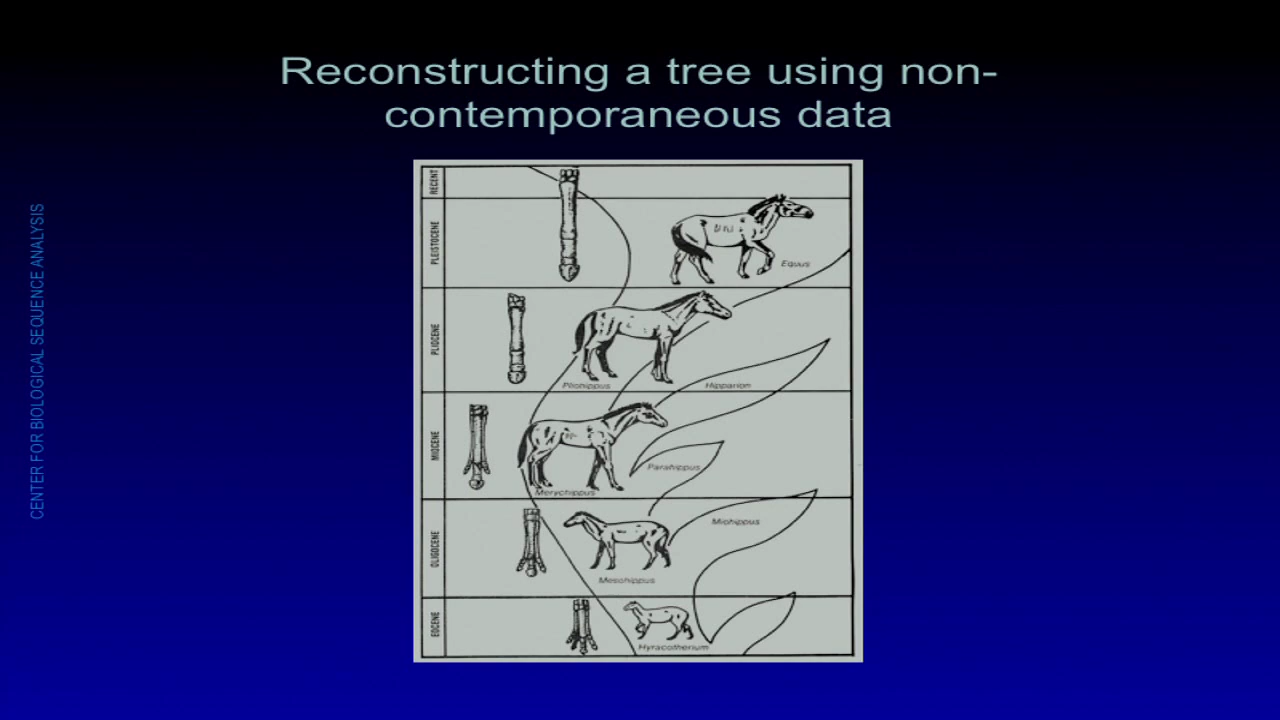 Reconstructing a tree using non-
contemporaneous data
CENTER FOR BIOLOGICAL SEQUENCE ANALYSIS
RECENT
PLEISTOCENE
Equus
PLIOCENE
Pliohippus
Hipparion
MIOCENE
Parahippus
Merychippus
OLIGOCENE
Miohippus
Mesohippus
EOCENE
Hyracotherium